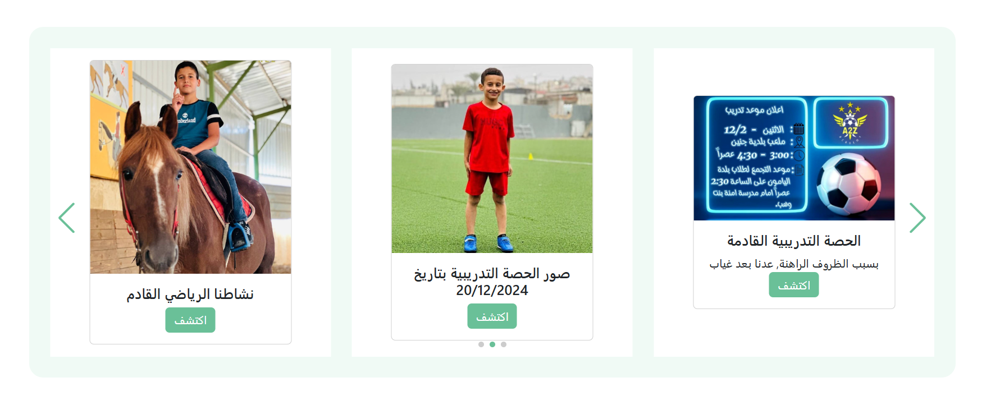 اعلان موعد تدريب
الاثنين - 12/2 :
ملعب بلدية جنين :
3:00 - 4:30 عصراً :
موعد التجمع لطلاب بلدة :
اليامون على الساعة 2:30
عصراً امام مدرسة امنة بنت
وهب.
A2Z
الحصة التدريبية القادمة
بسبب الظروف الراهنة, عدنا بعد غياب
اكتشف
صور الحصة التدريبية بتاريخ
20/12/2024
اكتشف
نشاطنا الرياضي القادم
اكتشف